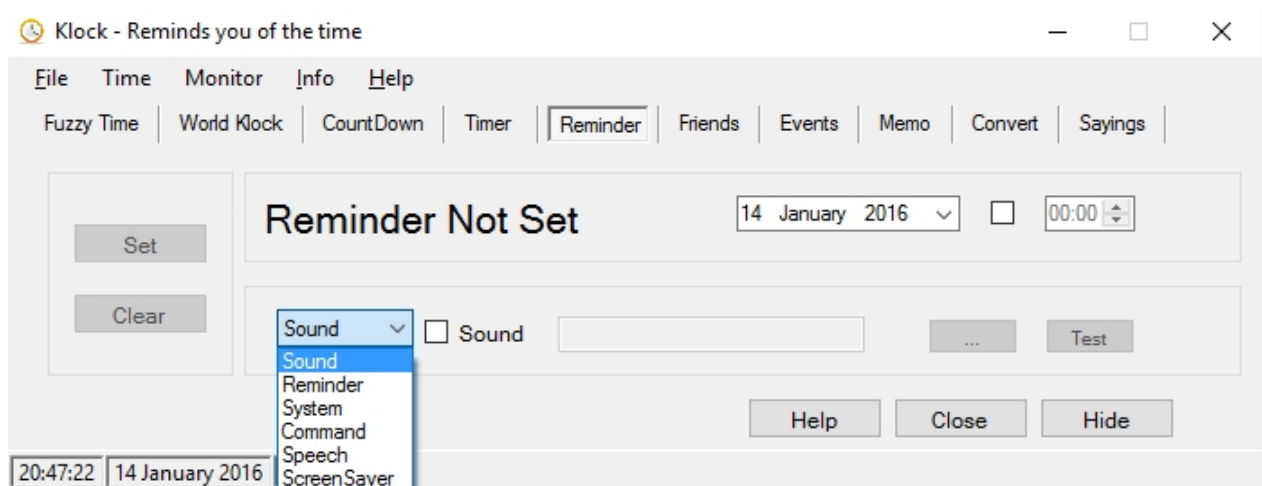 Klock - Reminds you of the time
File Time Monitor Info Help
Fuzzy Time World Klock CountDown Timer Reminder Friends Events Memo Convert Sayings
Reminder Not Set 14 January 2016 00:00
Set
Clear
Sound Sound ... Test
Sound
Reminder
System
Command
Speech
ScreenSaver
Help Close Hide
20:47:22 14 January 2016